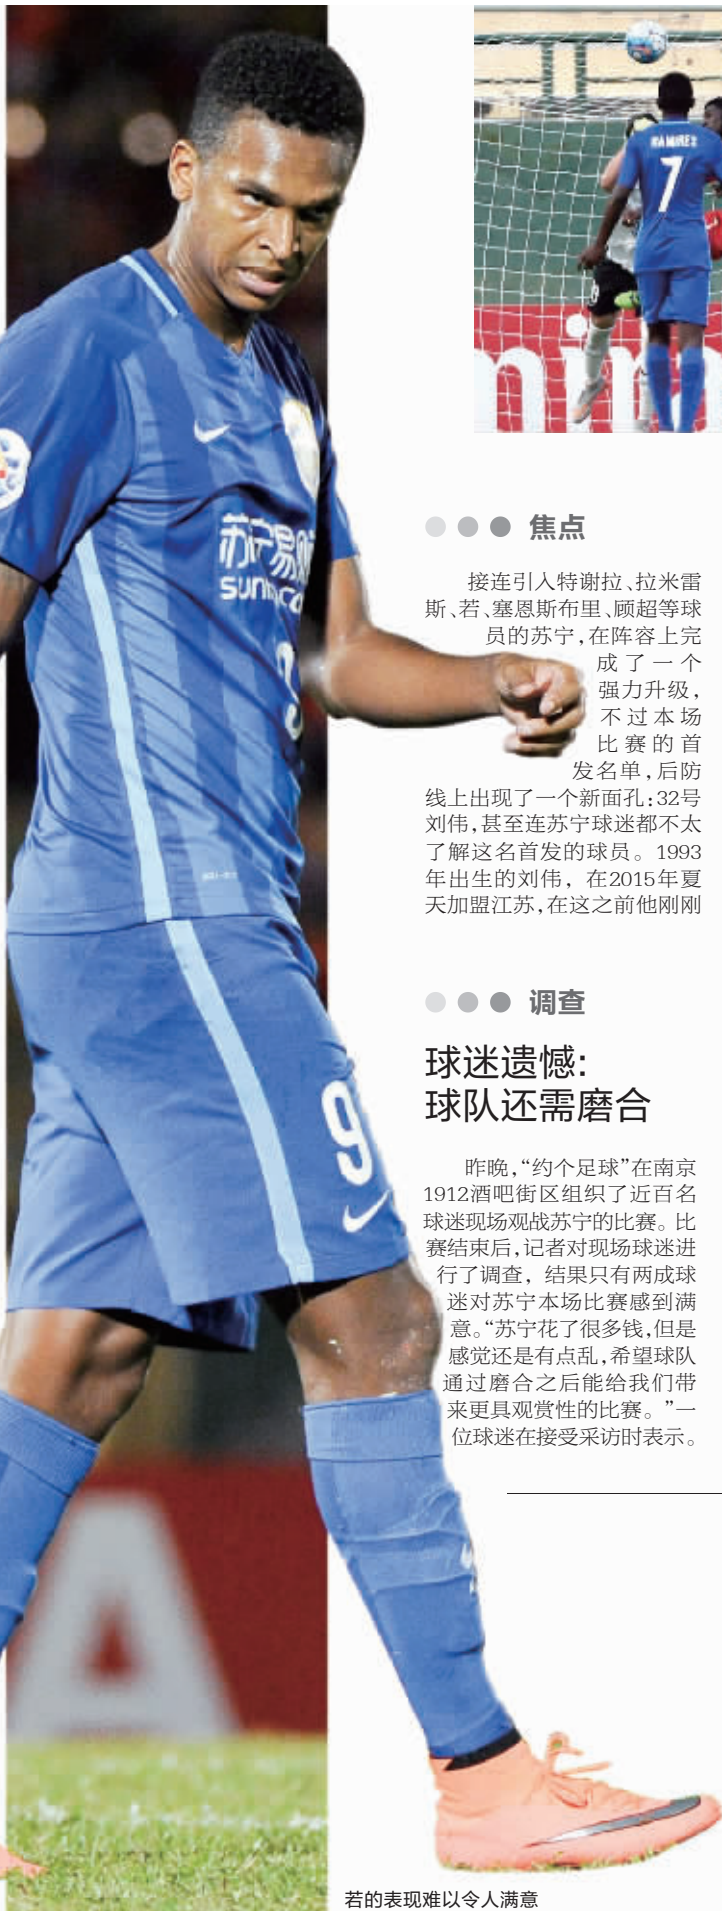 RAMIRES
7
焦点
接连引入特谢拉、拉米雷
斯、若、塞恩斯布里、顾超等球
员的苏宁,在阵容上完
成了一个
强力升级,
不过本场
比赛的首
发名单,后防
线上出现了一个新面孔:32号
刘伟,甚至连苏宁球迷都不太
了解这名首发的球员。1993
年出生的刘伟,在2015年夏
天加盟江苏,在这之前他刚刚
调查
球迷遗憾:
球队还需磨合
昨晚,“约个足球”在南京
1912酒吧街区组织了近百名
球迷现场观战苏宁的比赛。比
赛结束后,记者对现场球迷进
行了调查,结果只有两成球
迷对苏宁本场比赛感到满
意。“苏宁花了很多钱,但是
感觉还是有点乱,希望球队
通过磨合之后能给我们带
来更具观赏性的比赛。”一
位球迷在接受采访时表示。
苏宁易
9
9
A
若的表现难以令人满意